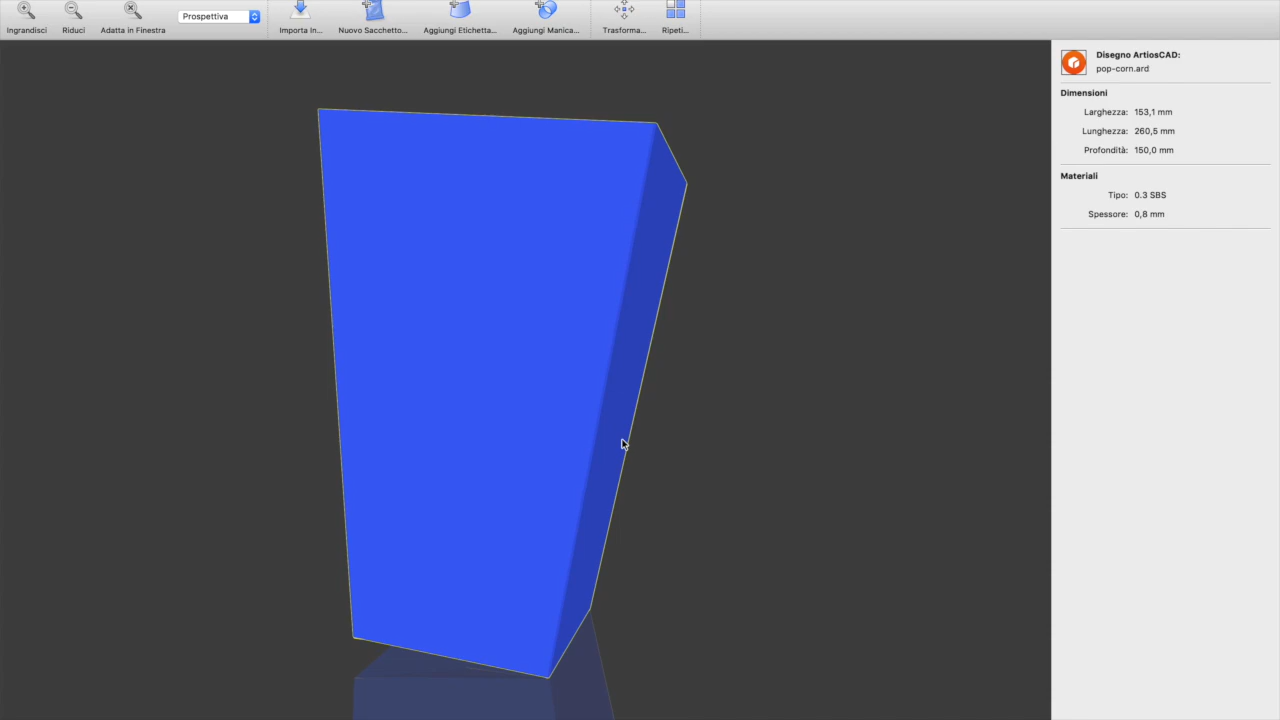 Prospettiva
Ingrandisci Riduci Adatta in Finestra Importa In... Nuovo Sacchetto... Aggiungi Etichetta... Aggiungi Manica... Trasforma... Ripeti...
Disegno ArtiosCAD:
pop-corn.ard
Dimensioni
Larghezza: 153,1 mm
Lunghezza: 260,5 mm
Profondità: 150,0 mm
Materiali
Tipo: 0.3 SBS
Spessore: 0,8 mm